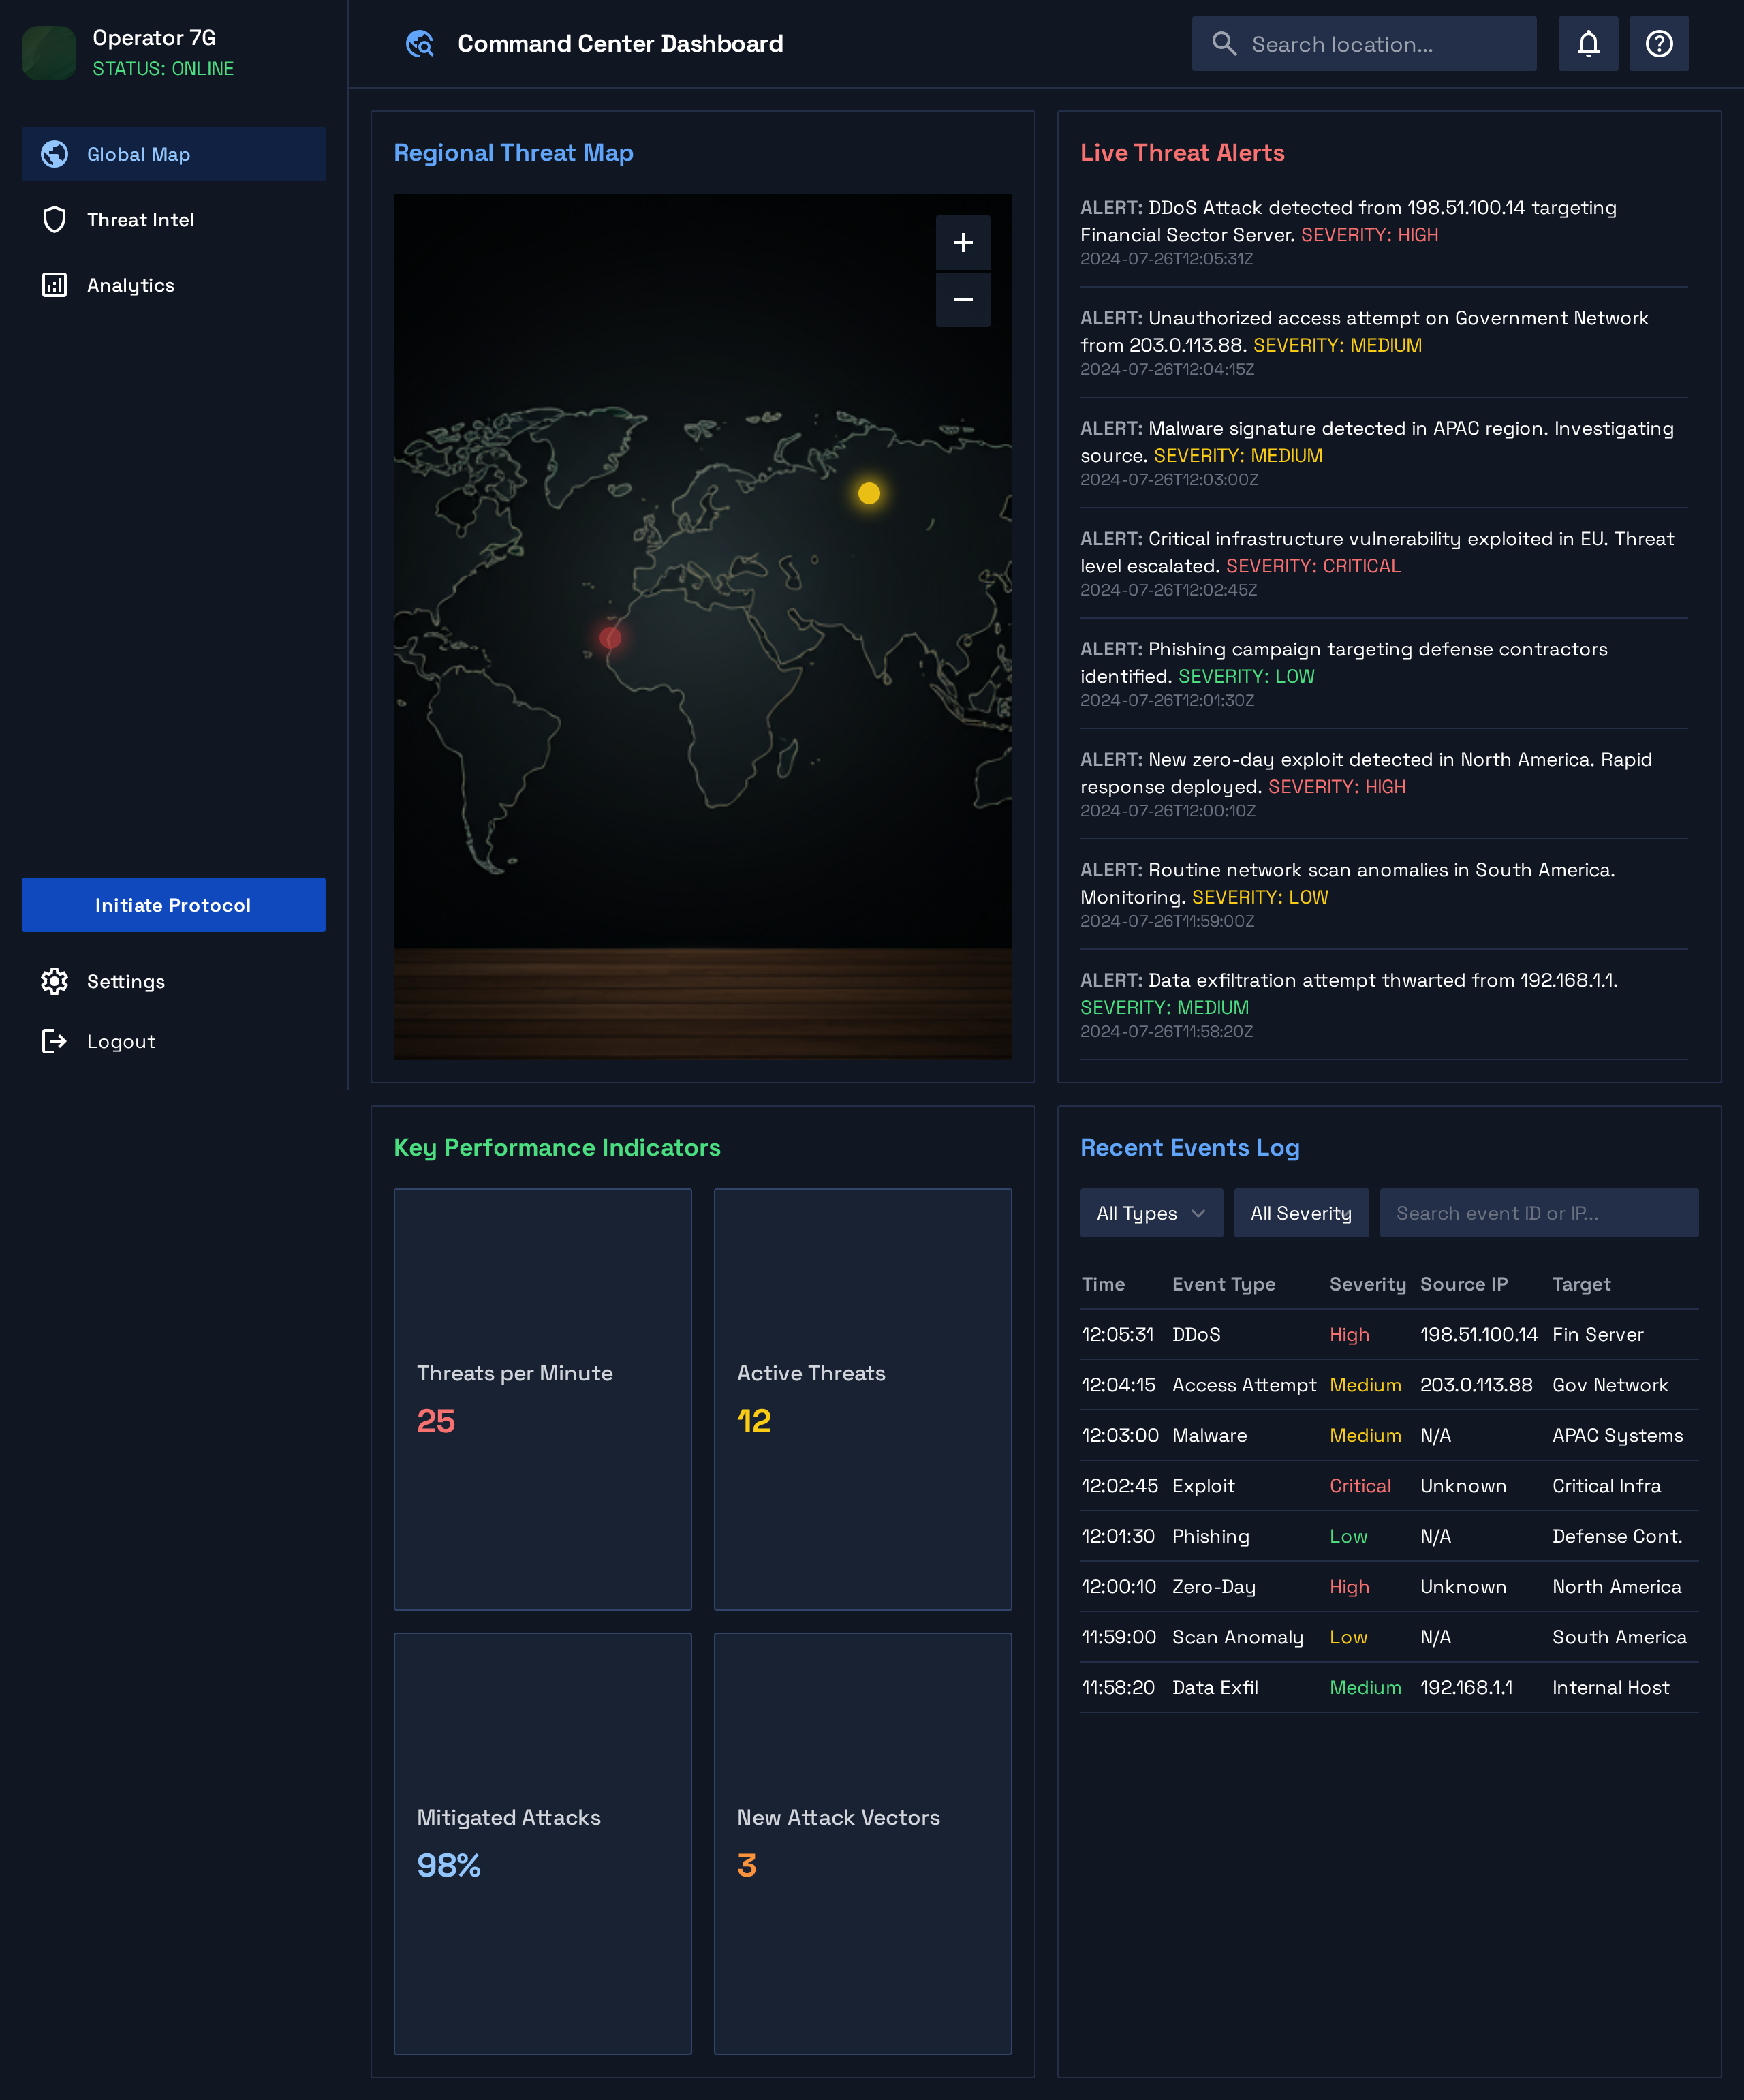 Operator 7G
STATUS: ONLINE
Global Map
Threat Intel
Analytics
Initiate Protocol
Settings
Logout
Command Center Dashboard
Search location...
Regional Threat Map
+
−
Live Threat Alerts
ALERT: DDoS Attack detected from 198.51.100.14 targeting
Financial Sector Server. SEVERITY: HIGH
2024-07-26T12:05:31Z
ALERT: Unauthorized access attempt on Government Network
from 203.0.113.88. SEVERITY: MEDIUM
2024-07-26T12:04:15Z
ALERT: Malware signature detected in APAC region. Investigating
source. SEVERITY: MEDIUM
2024-07-26T12:03:00Z
ALERT: Critical infrastructure vulnerability exploited in EU. Threat
level escalated. SEVERITY: CRITICAL
2024-07-26T12:02:45Z
ALERT: Phishing campaign targeting defense contractors
identified. SEVERITY: LOW
2024-07-26T12:01:30Z
ALERT: New zero-day exploit detected in North America. Rapid
response deployed. SEVERITY: HIGH
2024-07-26T12:00:10Z
ALERT: Routine network scan anomalies in South America.
Monitoring. SEVERITY: LOW
2024-07-26T11:59:00Z
ALERT: Data exfiltration attempt thwarted from 192.168.1.1.
SEVERITY: MEDIUM
2024-07-26T11:58:20Z
Key Performance Indicators
Threats per Minute
25
Active Threats
12
Mitigated Attacks
98%
New Attack Vectors
3
Recent Events Log
All Types All Severity Search event ID or IP...
Time Event Type Severity Source IP Target
12:05:31 DDoS High 198.51.100.14 Fin Server
12:04:15 Access Attempt Medium 203.0.113.88 Gov Network
12:03:00 Malware Medium N/A APAC Systems
12:02:45 Exploit Critical Unknown Critical Infra
12:01:30 Phishing Low N/A Defense Cont.
12:00:10 Zero-Day High Unknown North America
11:59:00 Scan Anomaly Low N/A South America
11:58:20 Data Exfil Medium 192.168.1.1 Internal Host